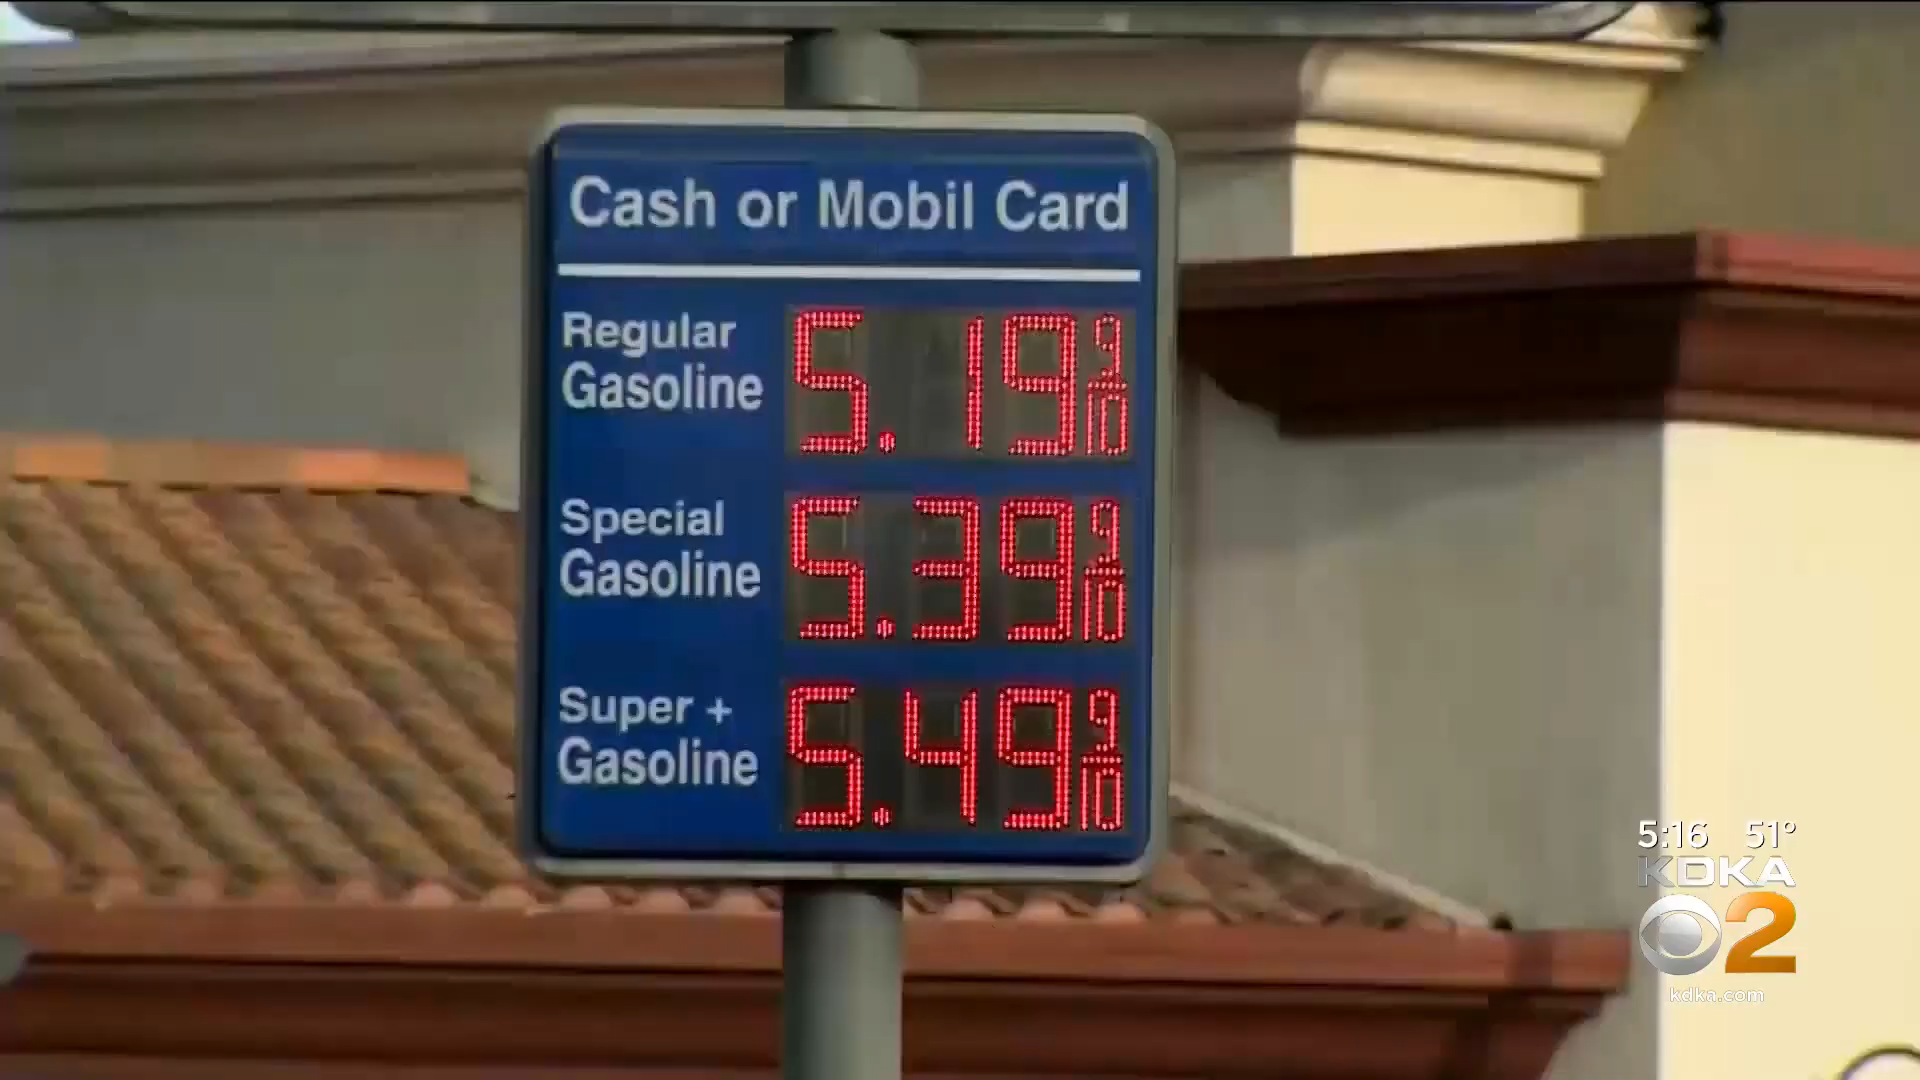 Cash or Mobil Card
Regular
Gasoline
5.19 9/10
Special
Gasoline
5.39 9/10
Super +
Gasoline
5.49 9/10
5:16 51°
KDKA
2
kdka.com